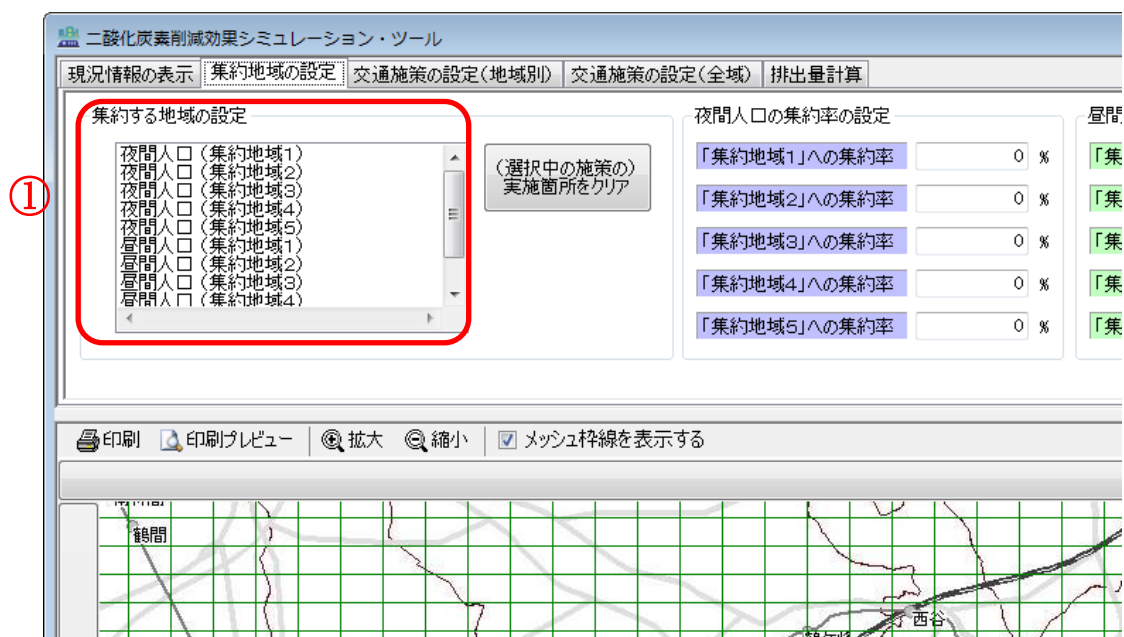 二酸化炭素削減効果シミュレーション・ツール
現況情報の表示 集約地域の設定 交通施策の設定(地域別) 交通施策の設定(全域) 排出量計算
集約する地域の設定
①
夜間人口(集約地域1)
夜間人口(集約地域2)
夜間人口(集約地域3)
夜間人口(集約地域4)
夜間人口(集約地域5)
昼間人口(集約地域1)
昼間人口(集約地域2)
昼間人口(集約地域3)
昼間人口(集約地域4)
(選択中の施策の)
実施箇所をクリア
夜間人口の集約率の設定
「集約地域1」への集約率 0 %
「集約地域2」への集約率 0 %
「集約地域3」への集約率 0 %
「集約地域4」への集約率 0 %
「集約地域5」への集約率 0 %
昼間
「集
「集
「集
「集
「集
印刷 印刷プレビュー 拡大 縮小 メッシュ枠線を表示する
鶴間
西谷